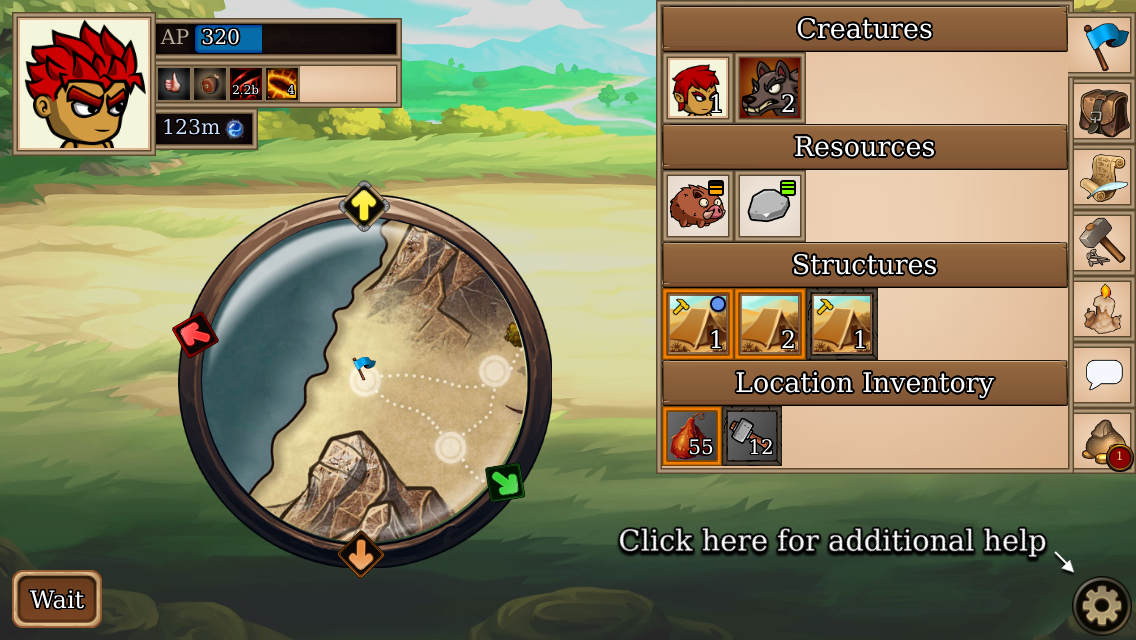 AP 320
2.2b 4
123m
Creatures
1 2
Resources
Structures
1 2 1
Location Inventory
55 12
1
Click here for additional help
Wait